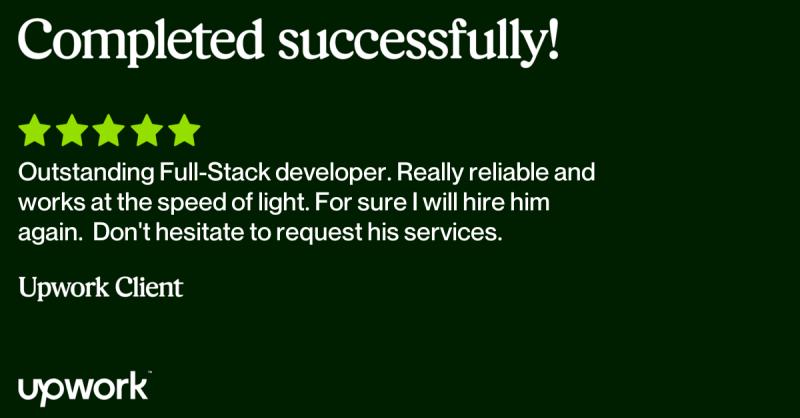 Completed successfully!
Outstanding Full-Stack developer. Really reliable and
works at the speed of light. For sure I will hire him
again.  Don't hesitate to request his services.
Upwork Client
upwork™